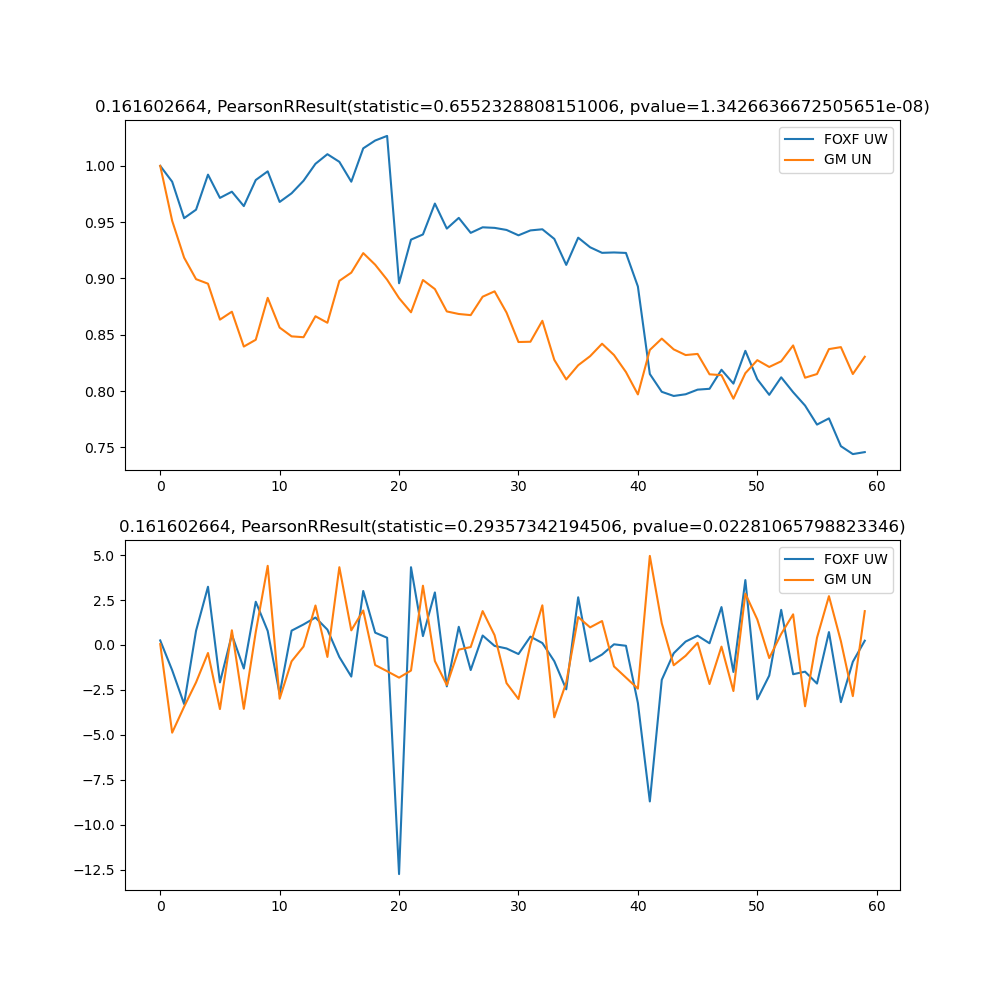 0.161602664, PearsonRResult(statistic=0.6552328808151006, pvalue=1.3426636672505651e-08)
FOXF UW
GM UN
1.00
0.95
0.90
0.85
0.80
0.75
0 10 20 30 40 50 60
0.161602664, PearsonRResult(statistic=0.29357342194506, pvalue=0.02281065798823346)
FOXF UW
GM UN
5.0
2.5
0.0
−2.5
−5.0
−7.5
−10.0
−12.5
0 10 20 30 40 50 60